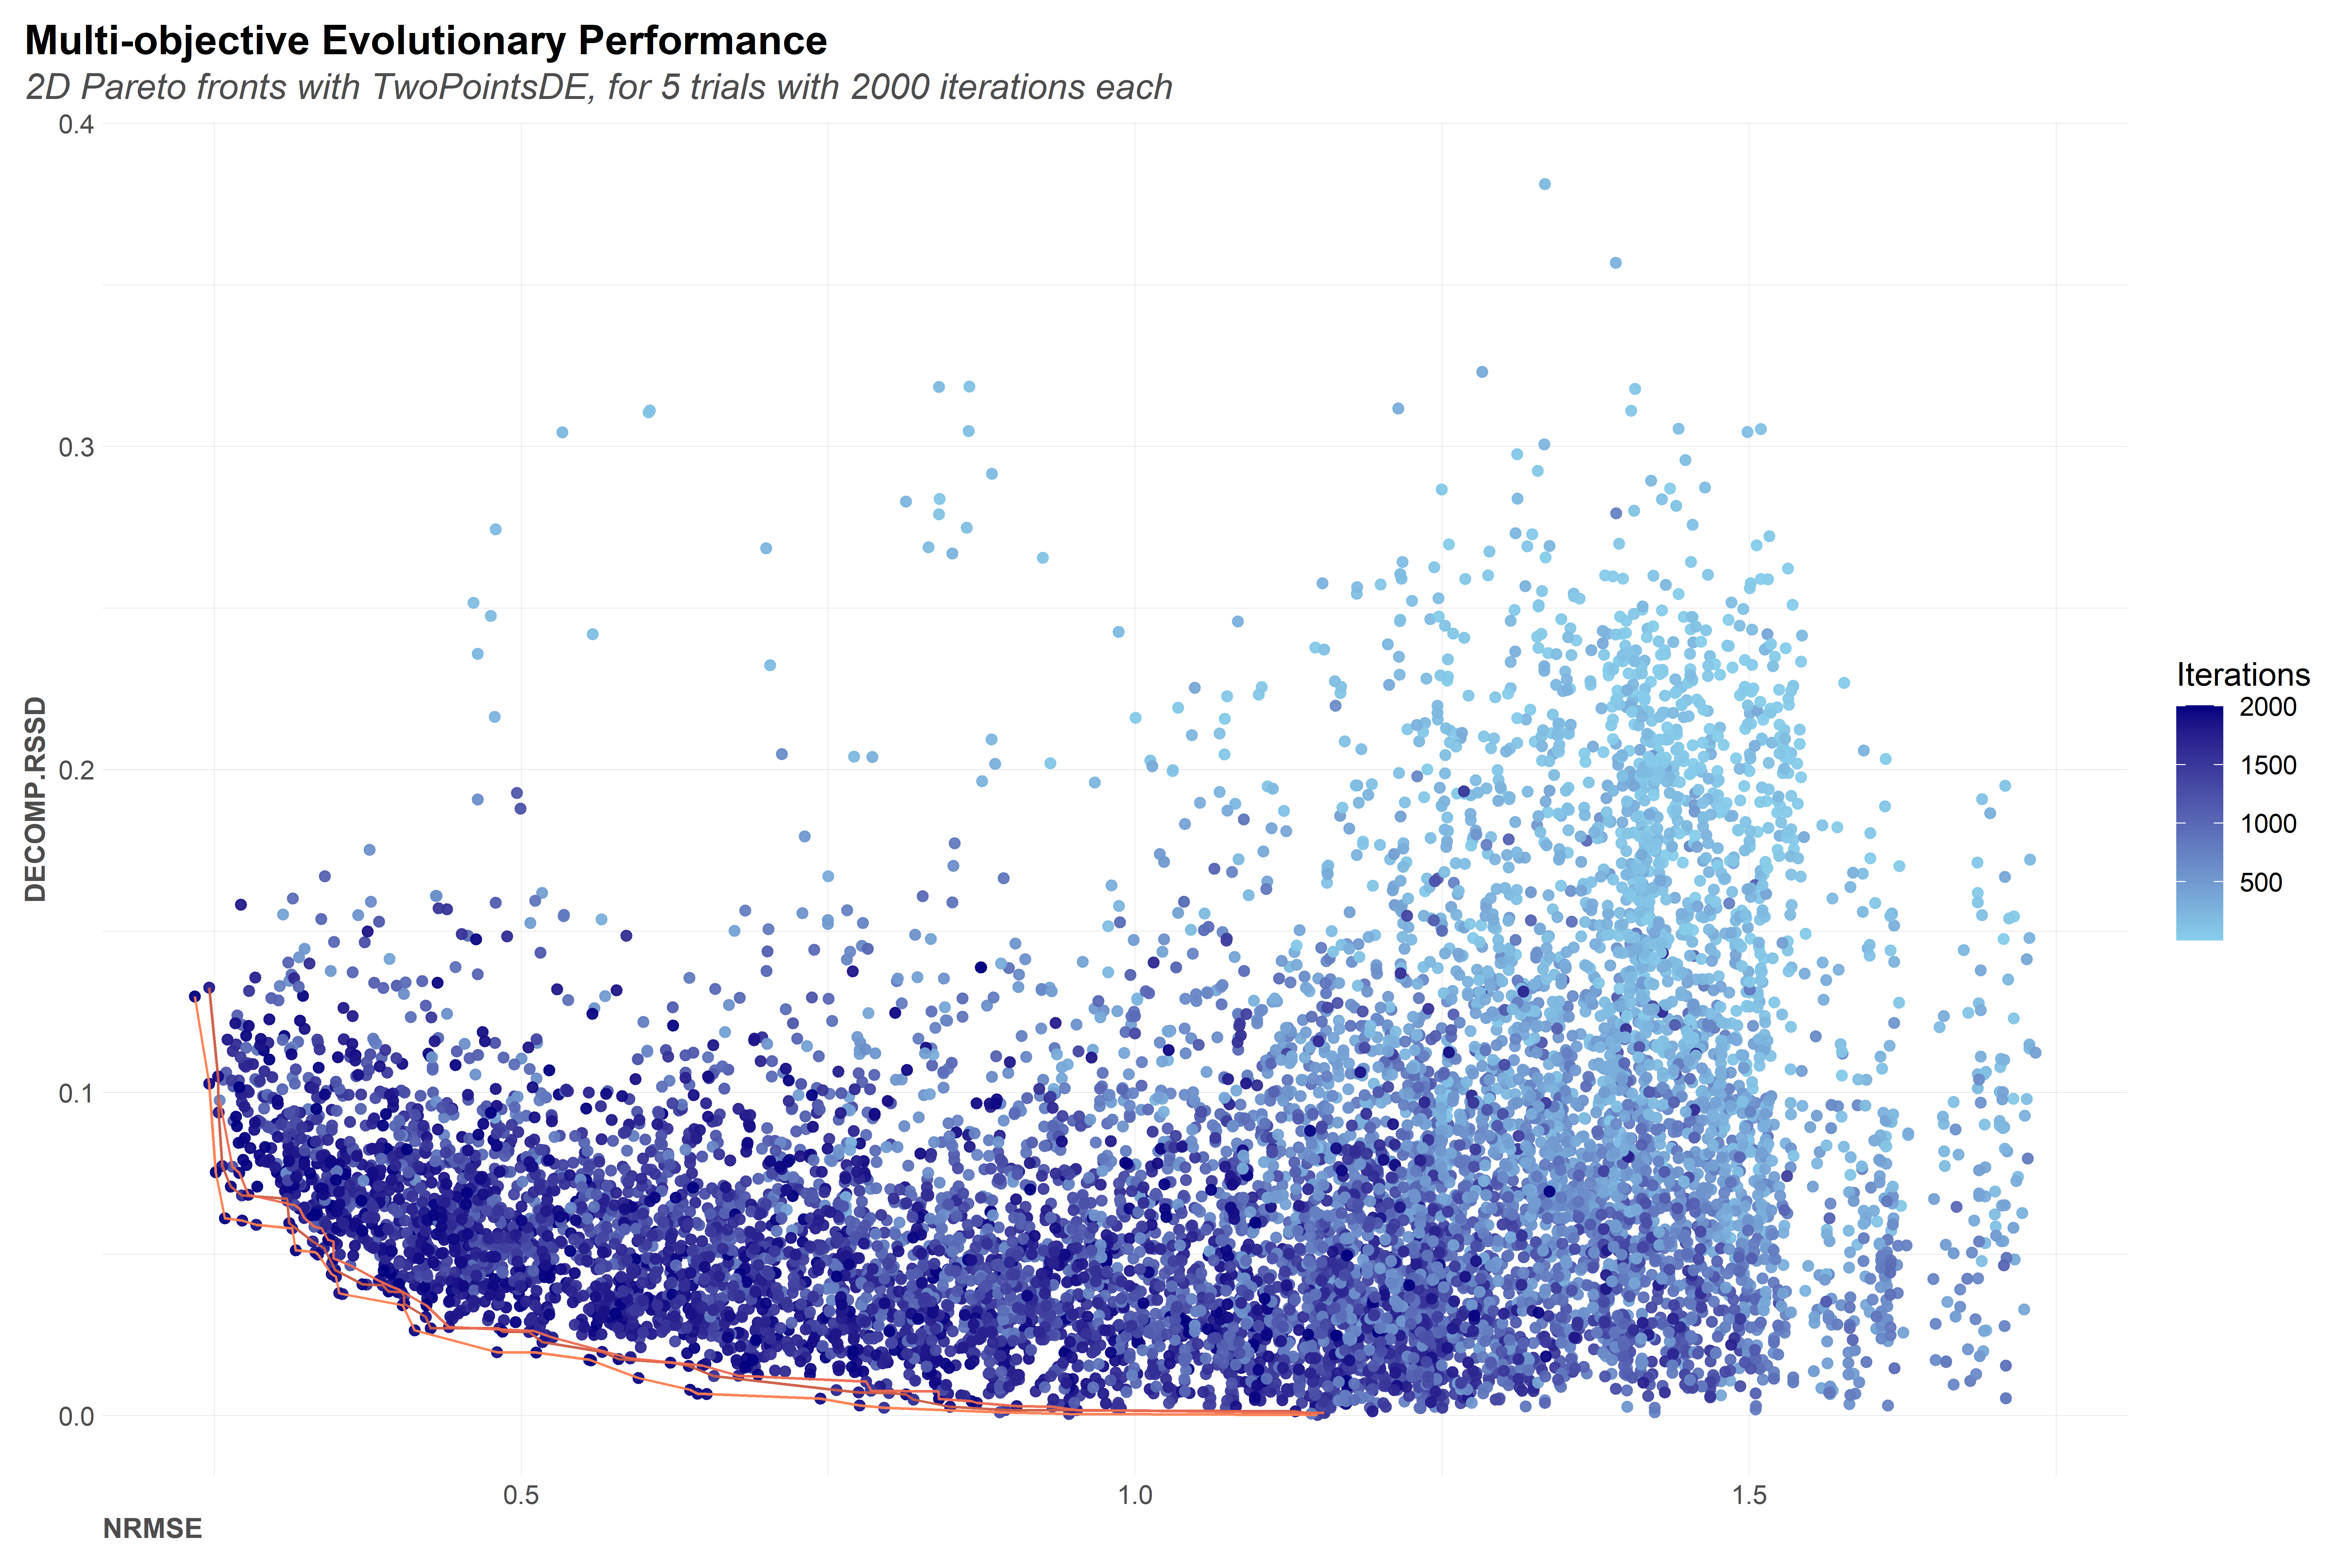 Multi-objective Evolutionary Performance
2D Pareto fronts with TwoPointsDE, for 5 trials with 2000 iterations each
0.4
0.3
0.2
0.1
0.0
DECOMP.RSSD
0.5
1.0
1.5
NRMSE
Iterations
2000
1500
1000
500